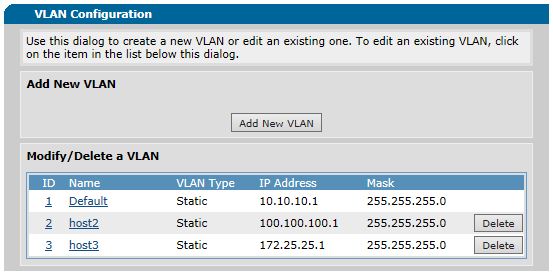 VLAN Configuration
Use this dialog to create a new VLAN or edit an existing one. To edit an existing VLAN, click
on the item in the list below this dialog.
Add New VLAN
Add New VLAN
Modify/Delete a VLAN
ID Name VLAN Type IP Address Mask
1 Default Static 10.10.10.1 255.255.255.0
2 host2 Static 100.100.100.1 255.255.255.0 Delete
3 host3 Static 172.25.25.1 255.255.255.0 Delete